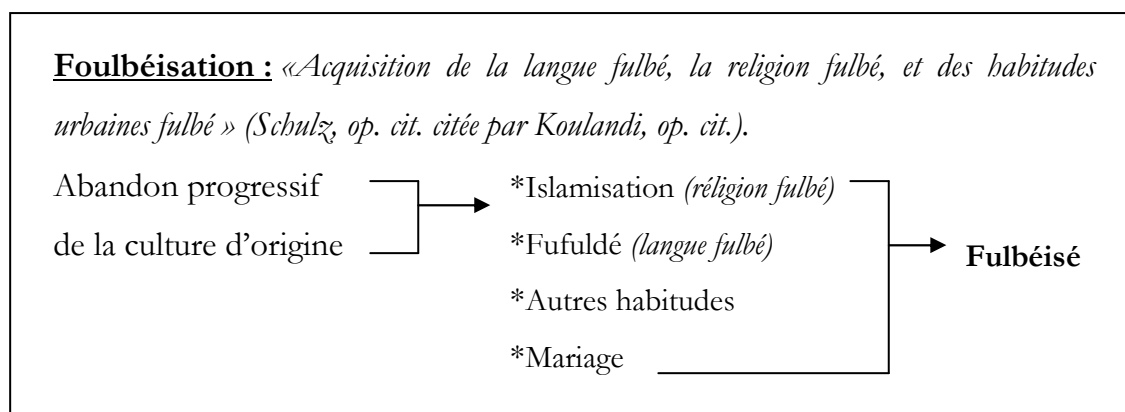 Foulbéisation : «Acquisition de la langue fulbé, la religion fulbé, et des habitudes
urbaines fulbé » (Schulz, op. cit. citée par Koulandi, op. cit.).
Abandon progressif
de la culture d'origine
*Islamisation (réligion fulbé)
*Fufuldé (langue fulbé)
*Autres habitudes
*Mariage
Fulbéisé